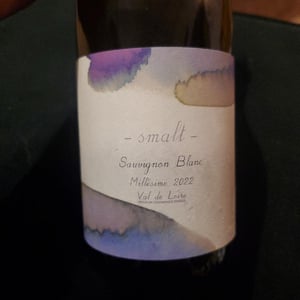 - smalt -
Sauvignon Blanc
Millésime 2022
Val de Loire